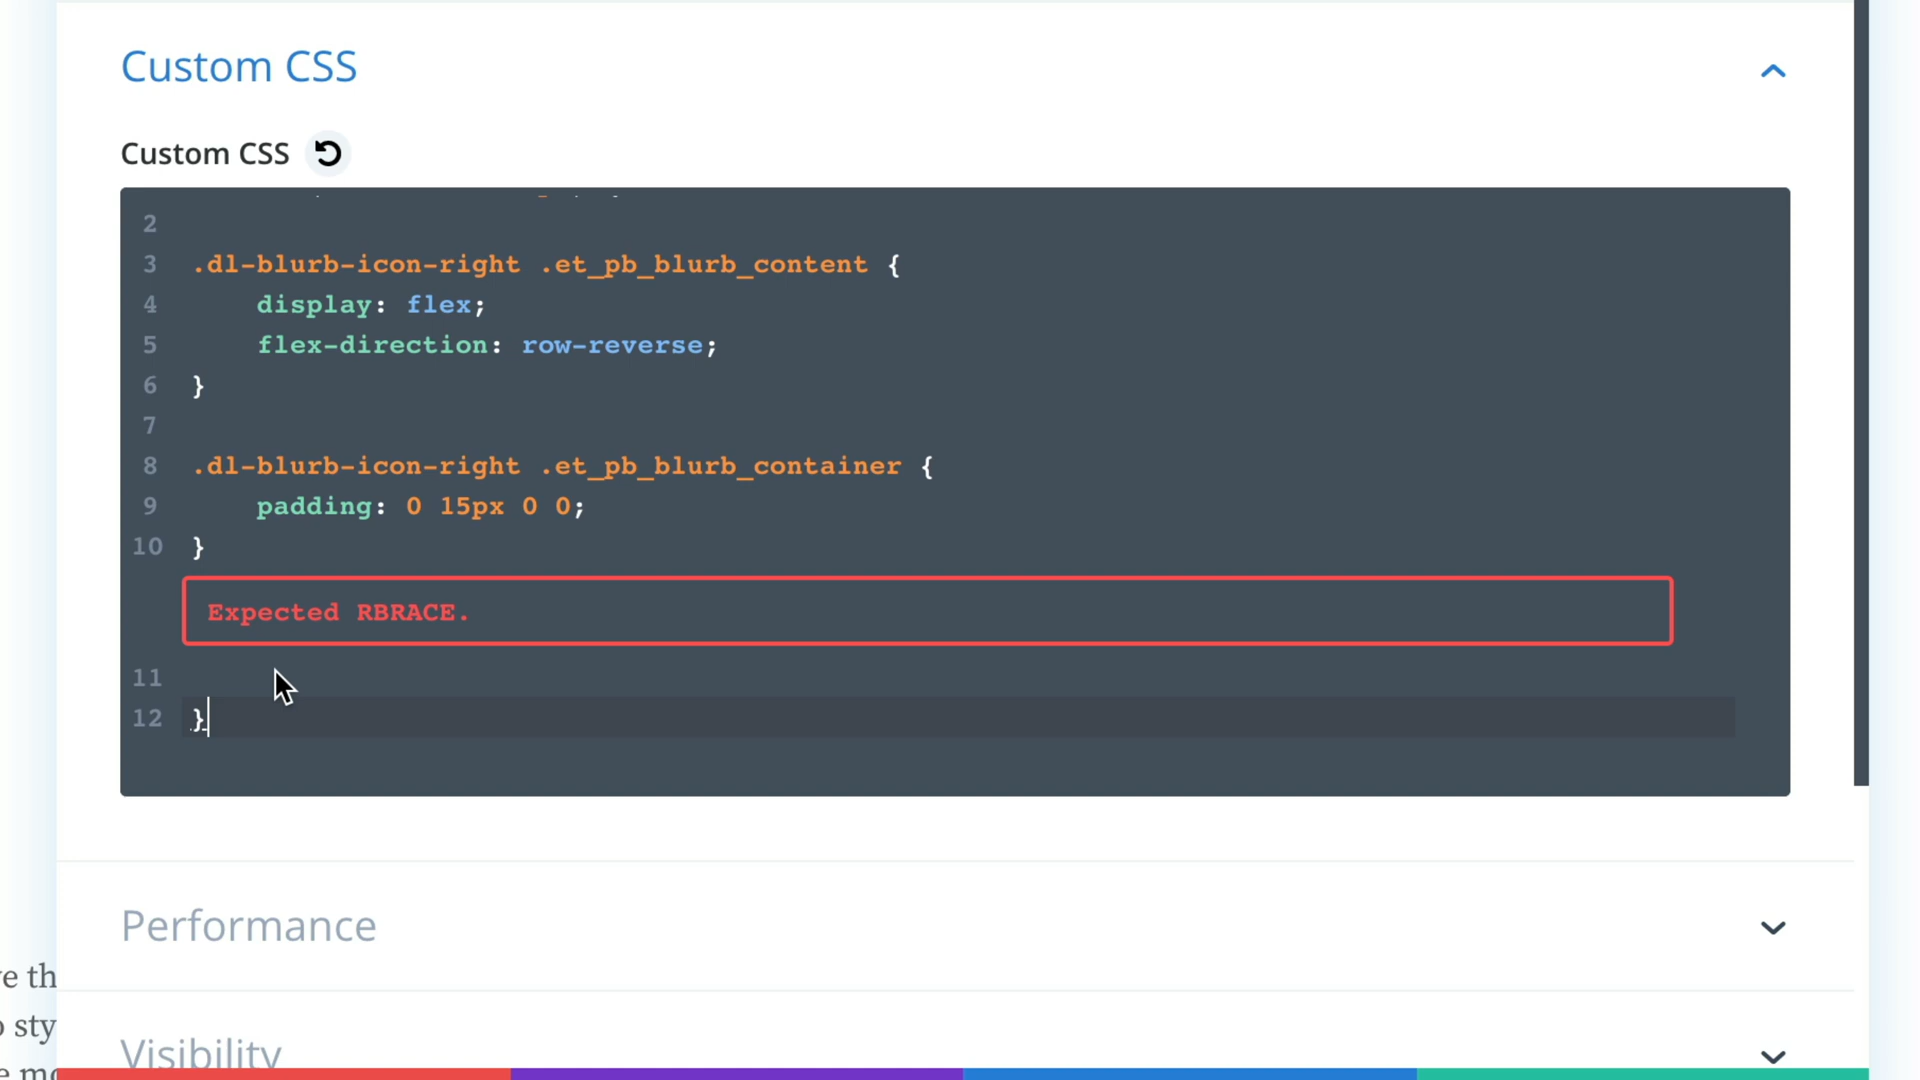 Custom CSS
Custom CSS
2
3 .dl-blurb-icon-right .et_pb_blurb_content {
4 display: flex;
5 flex-direction: row-reverse;
6 }
7
8 .dl-blurb-icon-right .et_pb_blurb_container {
9 padding: 0 15px 0 0;
10 }
Expected RBRACE.
11
12 }
Performance
e th
sty
Visibility